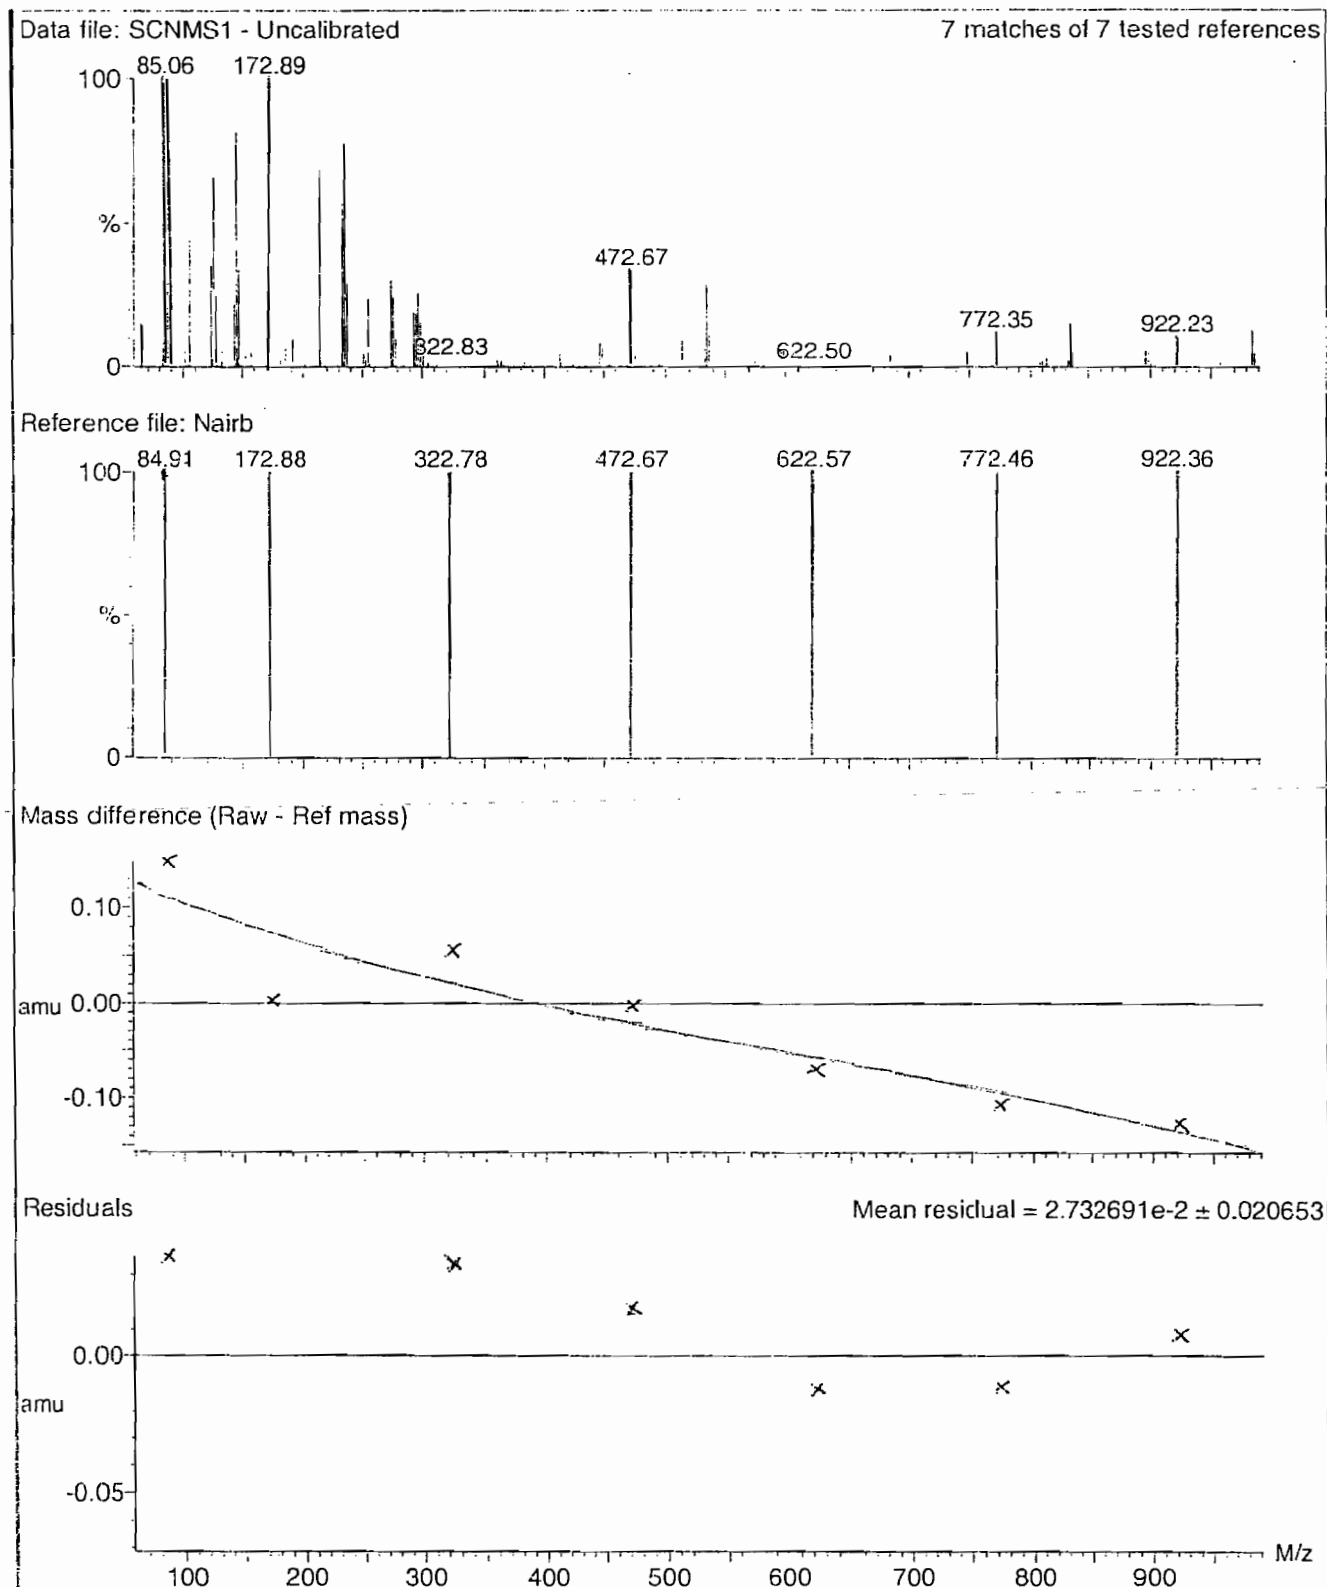 Data file: SCNMS1 - Uncalibrated 7 matches of 7 tested references
85.06 172.89
100
%
472.67
772.35 922.23
322.83 622.50
0
Reference file: Nairb
84.91 172.88 322.78 472.67 622.57 772.46 922.36
100
%
0
Mass difference (Raw - Ref mass)
0.10
amu 0.00
-0.10
Residuals Mean residual = 2.732691e-2 ± 0.020653
0.00
amu
-0.05
M/z
100 200 300 400 500 600 700 800 900